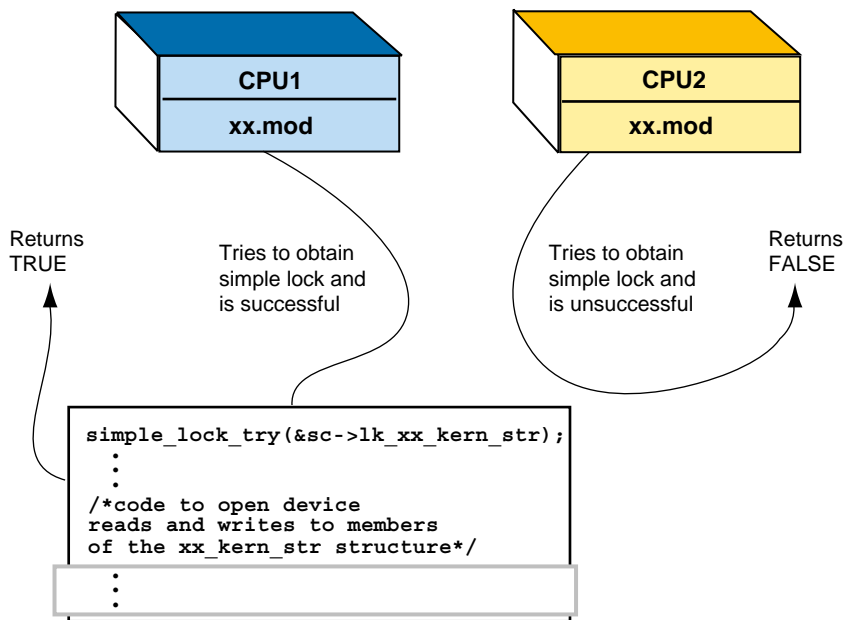 CPU1
xx.mod
CPU2
xx.mod
Returns
TRUE
Tries to obtain
simple lock and
is successful
Tries to obtain
simple lock and
is unsuccessful
Returns
FALSE
simple_lock_try(&sc->lk_xx_kern_str);
.
.
.
/*code to open device
reads and writes to members
of the xx_kern_str structure*/
.
.
.